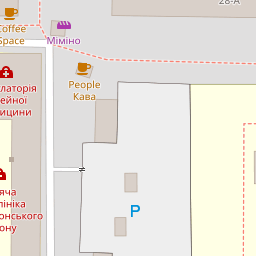 28-А
Coffee
Space
Міміно
People
Кава
латорія
ейної
ицини
яча
лініка
онського
ону
P